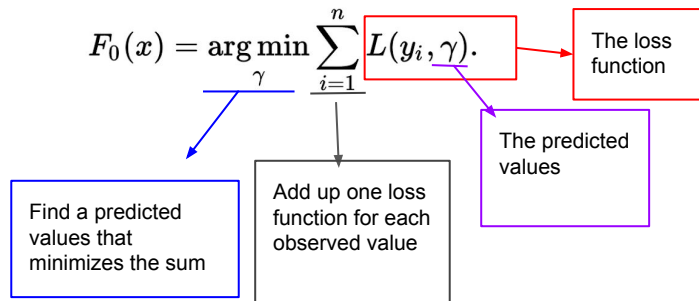 F₀(x) = arg min_γ ∑_{i=1}^{n} L(yᵢ, γ).
The loss
function
The predicted
values
Find a predicted
values that
minimizes the sum
Add up one loss
function for each
observed value